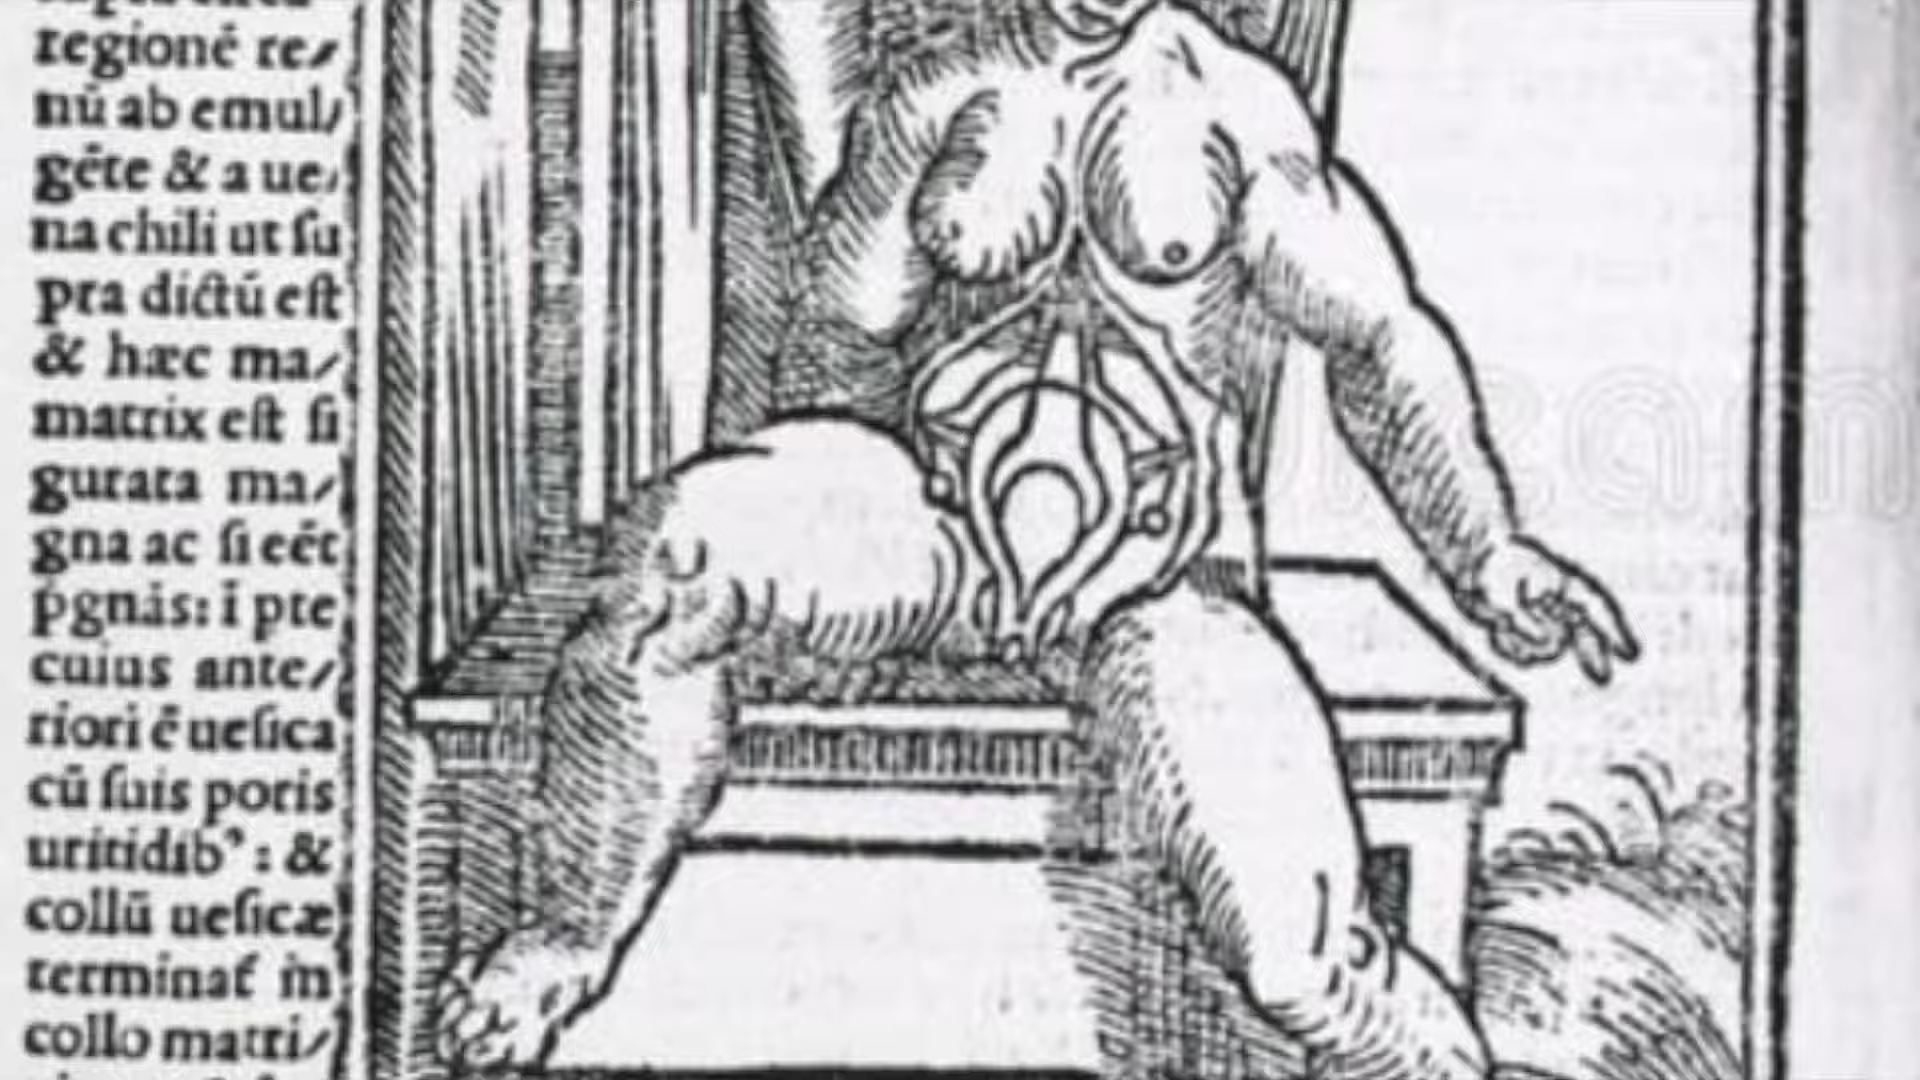 regionē re⸗
nū ab emul⸗
gēte & a ue⸗
na chili ut ſu
pra dictū eſt
& hæc ma⸗
matrix eſt fi
gurata ma⸗
gna ac ſi eēt
p̄gnās: ī pte
cuius ante⸗
riori ē ueſica
cū ſuis poris
uritidibꝰ: &
collū ueſicæ
terminat᷑ in
collo matri⸗